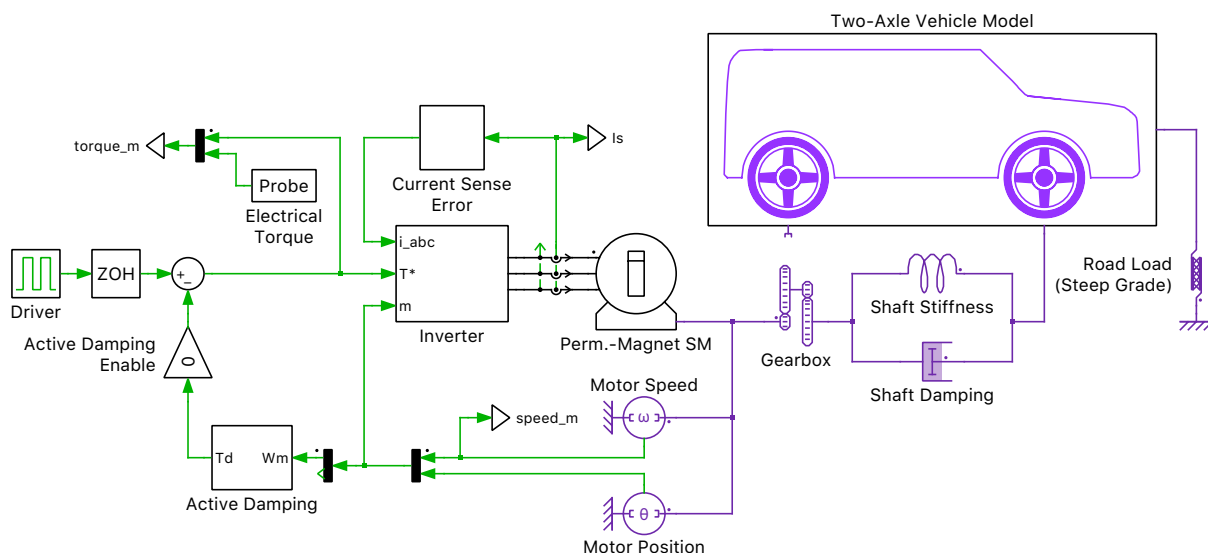 Two-Axle Vehicle Model
torque_m
Probe
Electrical
Torque
Is
Current Sense
Error
i_abc
T*
m
Inverter
Perm.-Magnet SM
Driver
ZOH
+
−
Active Damping
Enable
0
Td
Wm
Active Damping
speed_m
Motor Speed
ω
θ
Motor Position
Gearbox
Shaft Stiffness
Shaft Damping
Road Load
(Steep Grade)